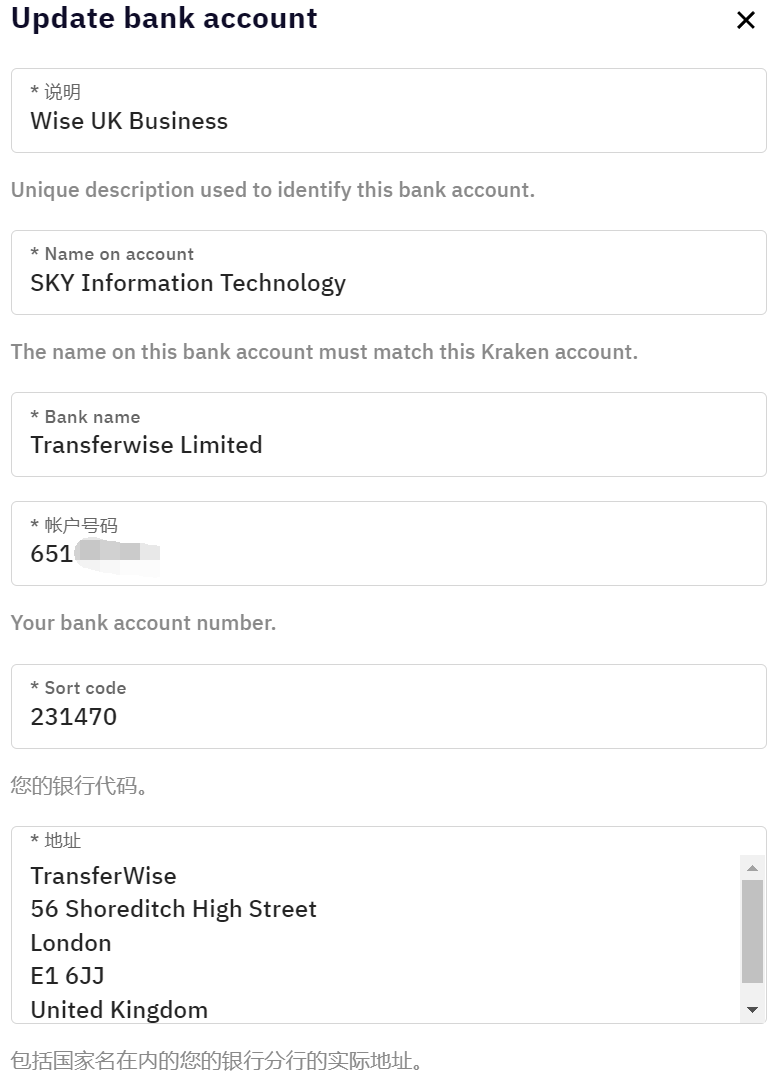 Update bank account
* 说明
Wise UK Business
Unique description used to identify this bank account.
* Name on account
SKY Information Technology
The name on this bank account must match this Kraken account.
* Bank name
Transferwise Limited
* 帐户号码
651
Your bank account number.
* Sort code
231470
您的银行代码。
* 地址
TransferWise
56 Shoreditch High Street
London
E1 6JJ
United Kingdom
包括国家名在内的您的银行分行的实际地址。